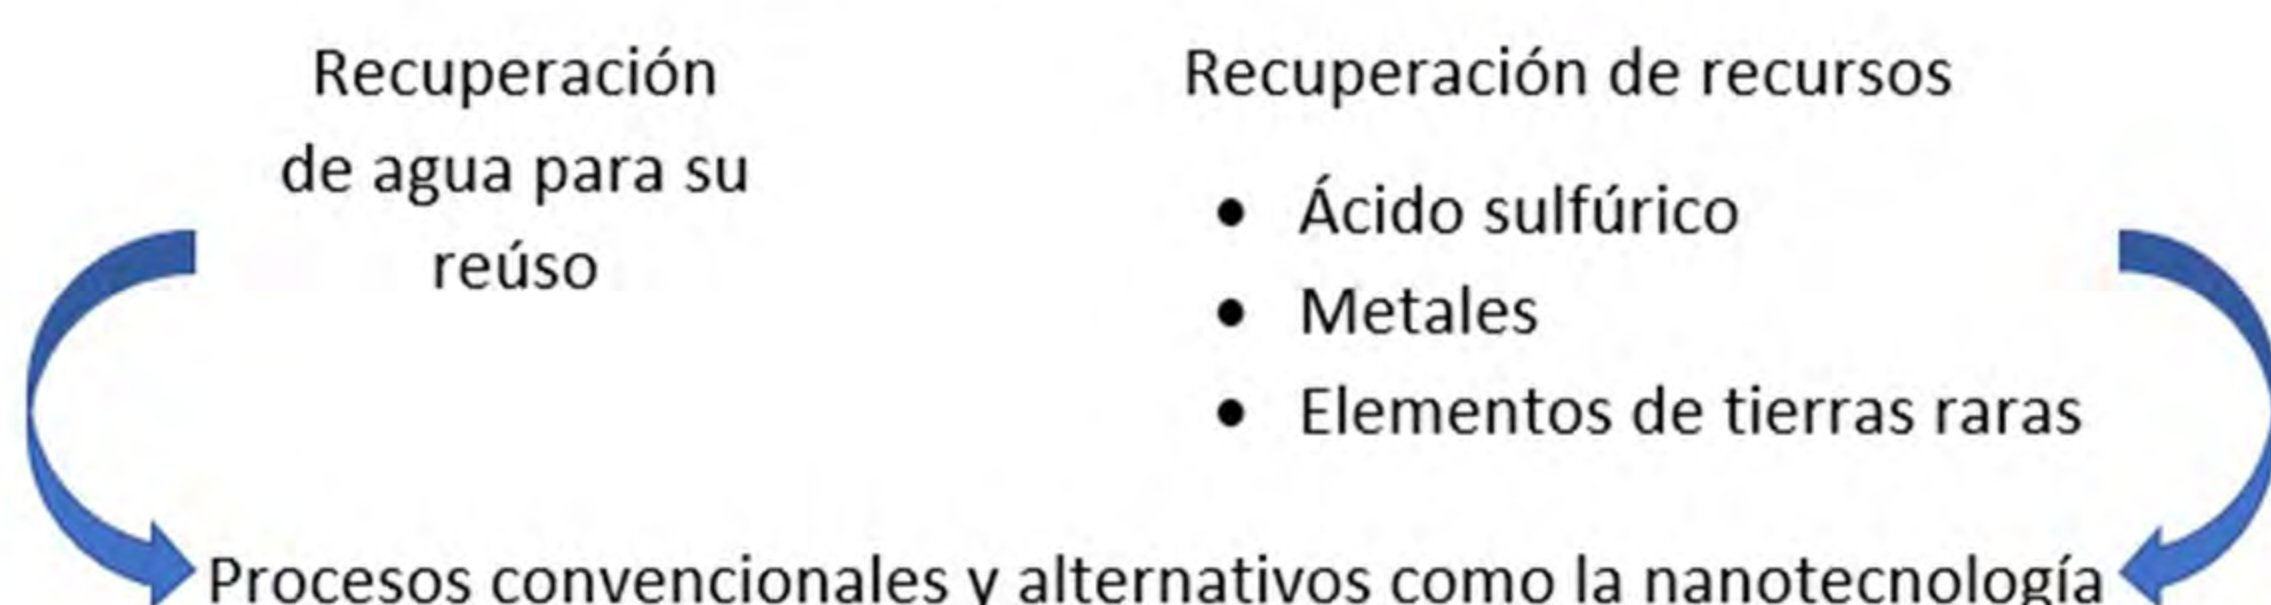 Recuperación
de agua para su
reúso
Recuperación de recursos
• Ácido sulfúrico
• Metales
• Elementos de tierras raras
Procesos convencionales y alternativos como la nanotecnología